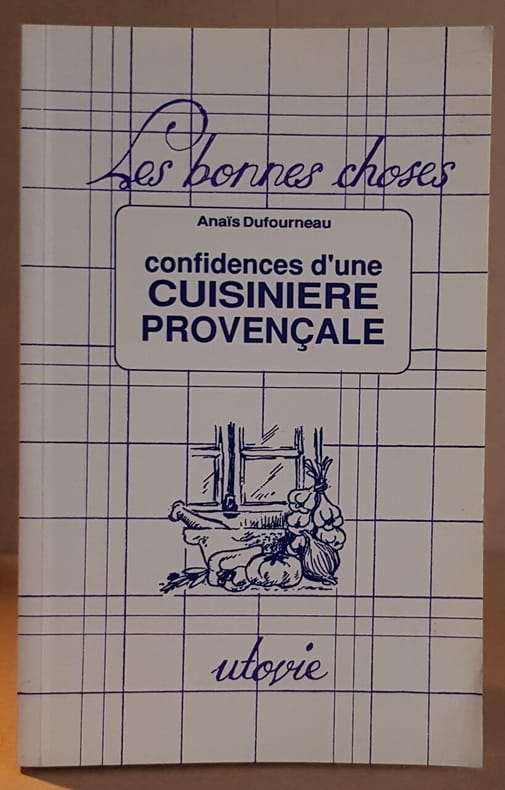 Les bonnes choses
Anaïs Dufourneau
confidences d'une
CUISINIERE
PROVENÇALE
utovie